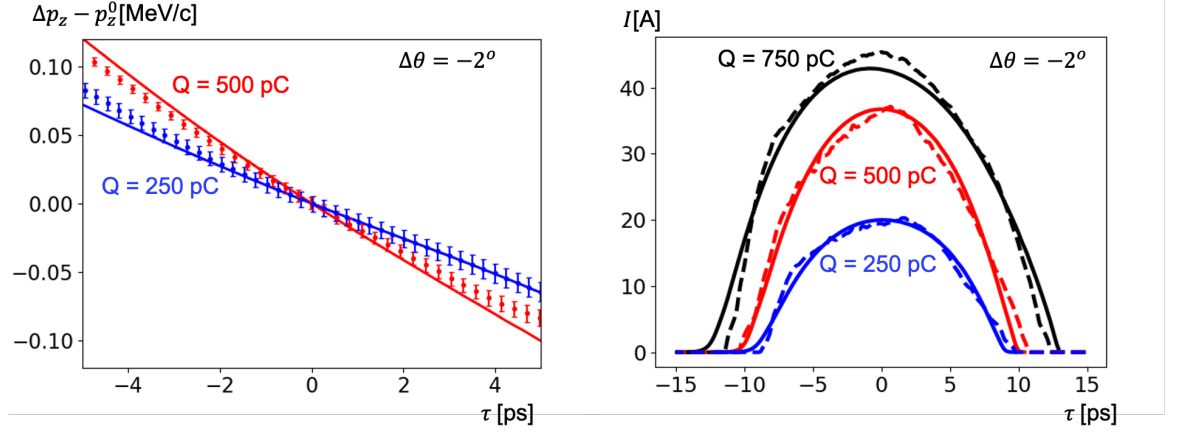 Δp_z − p_z^0[MeV/c]
Δθ = −2^o
Q = 500 pC
Q = 250 pC
0.10
0.05
0.00
−0.05
−0.10
−4
−2
0
2
4
τ [ps]
I[A]
Q = 750 pC
Δθ = −2^o
Q = 500 pC
Q = 250 pC
40
30
20
10
0
−15
−10
−5
0
5
10
15
τ [ps]